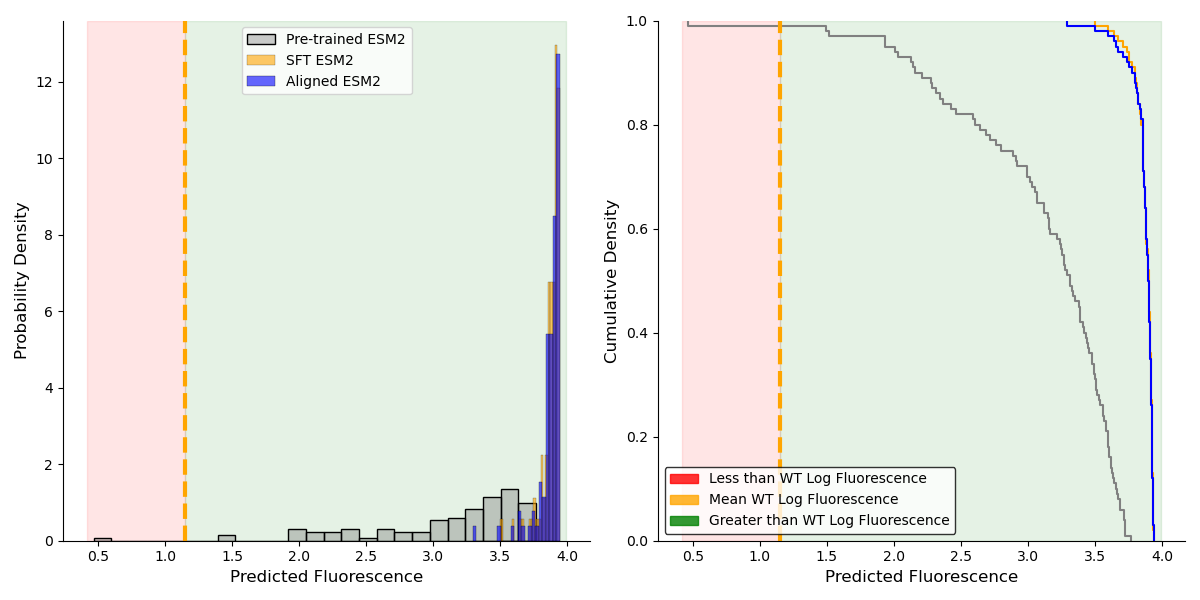 Pre-trained ESM2
SFT ESM2
Aligned ESM2
Probability Density
12
10
8
6
4
2
0
0.5 1.0 1.5 2.0 2.5 3.0 3.5 4.0
Predicted Fluorescence
Cumulative Density
1.0
0.8
0.6
0.4
0.2
0.0
Less than WT Log Fluorescence
Mean WT Log Fluorescence
Greater than WT Log Fluorescence
0.5 1.0 1.5 2.0 2.5 3.0 3.5 4.0
Predicted Fluorescence